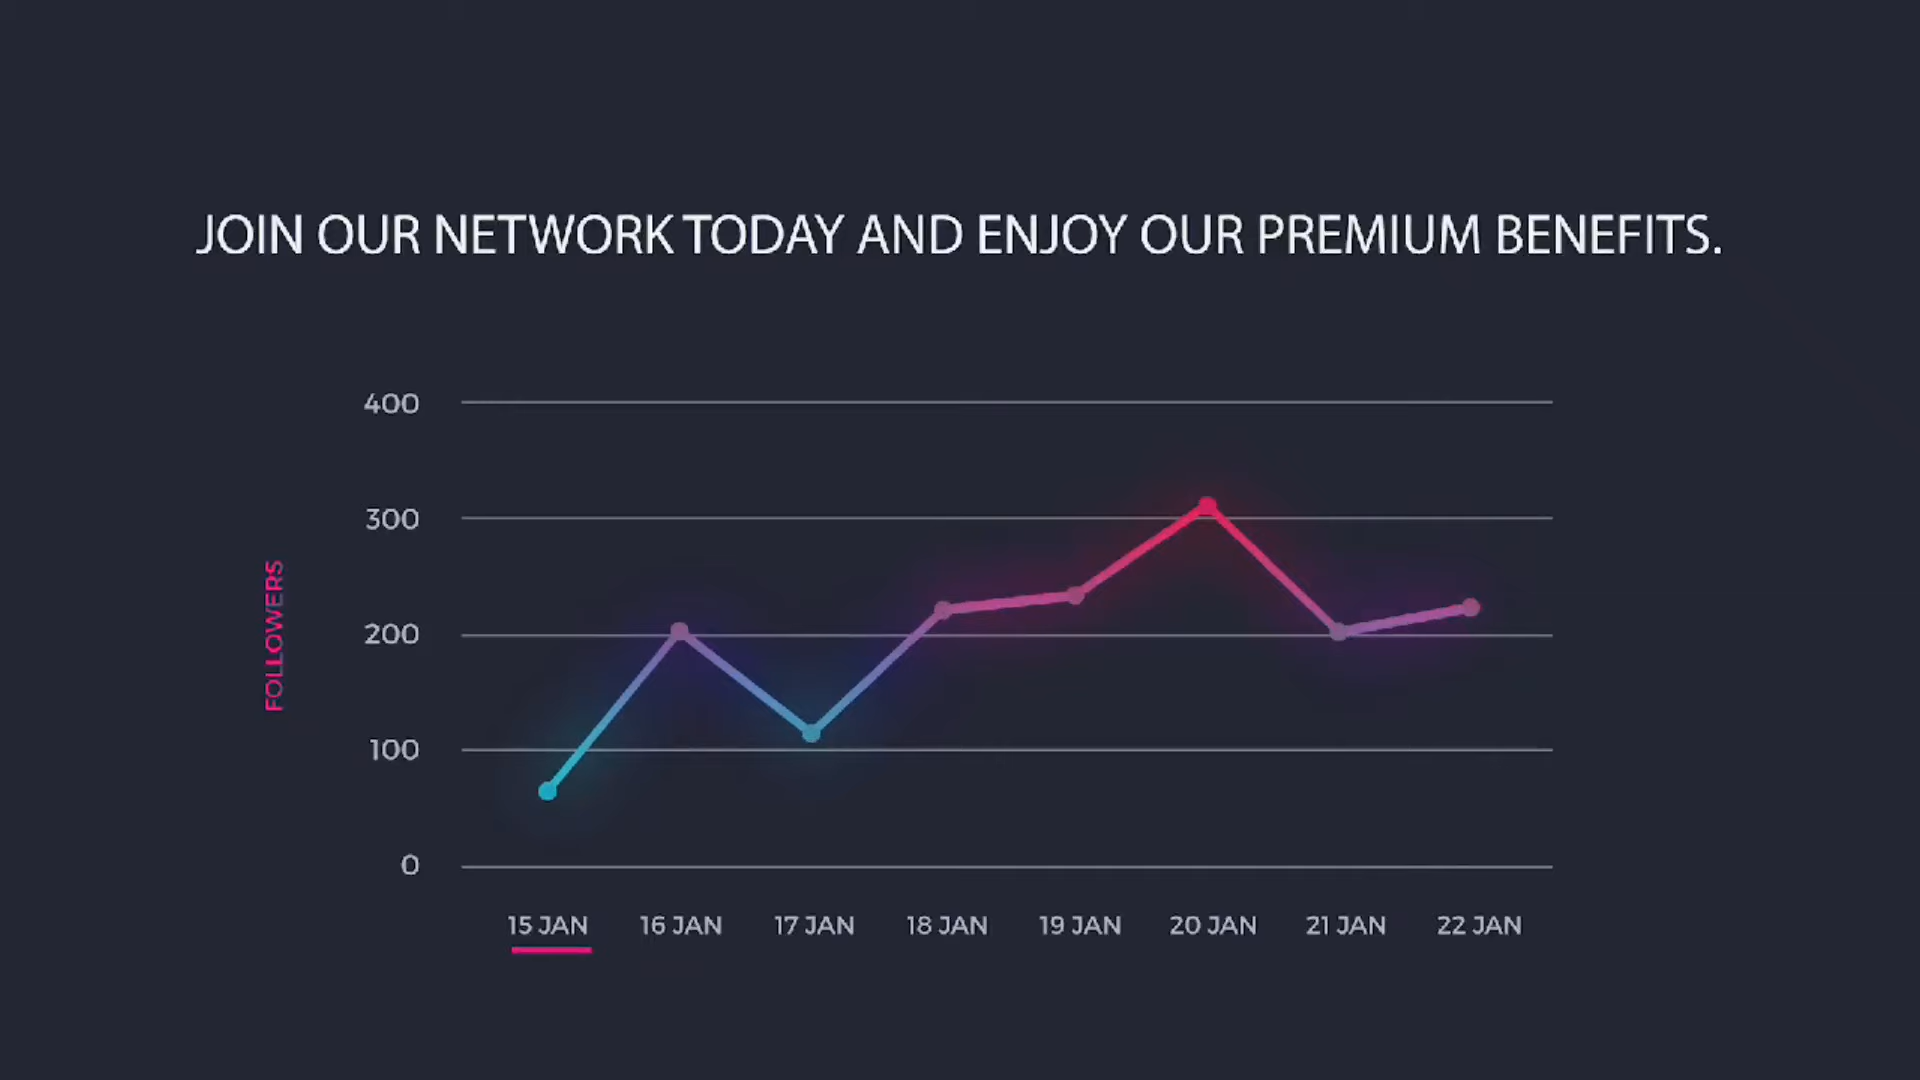 JOIN OUR NETWORK TODAY AND ENJOY OUR PREMIUM BENEFITS.
400
300
FOLLOWERS
200
100
0
15 JAN 16 JAN 17 JAN 18 JAN 19 JAN 20 JAN 21 JAN 22 JAN